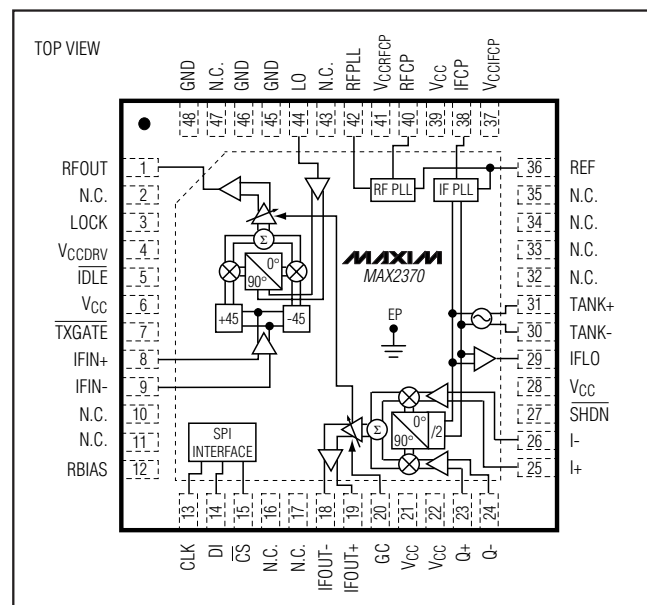 TOP VIEW
GND
N.C.
GND
GND
LO
N.C.
RFPLL
VCCRFCP
RFCP
VCC
IFCP
VCCIFCP
48
47
46
45
44
43
42
41
40
39
38
37
RFOUT 1
N.C. 2
LOCK 3
VCCDRV 4
IDLE 5
VCC 6
TXGATE 7
IFIN+ 8
IFIN- 9
N.C. 10
N.C. 11
RBIAS 12
36 REF
35 N.C.
34 N.C.
33 N.C.
32 N.C.
31 TANK+
30 TANK-
29 IFLO
28 VCC
27 SHDN
26 I-
25 I+
RF PLL
IF PLL
Σ
0°
90°
+45
-45
MAXIM
MAX2370
EP
Σ
0°
90°
/2
SPI
INTERFACE
13
14
15
16
17
18
19
20
21
22
23
24
CLK
DI
CS
N.C.
N.C.
IFOUT-
IFOUT+
GC
VCC
VCC
Q+
Q-